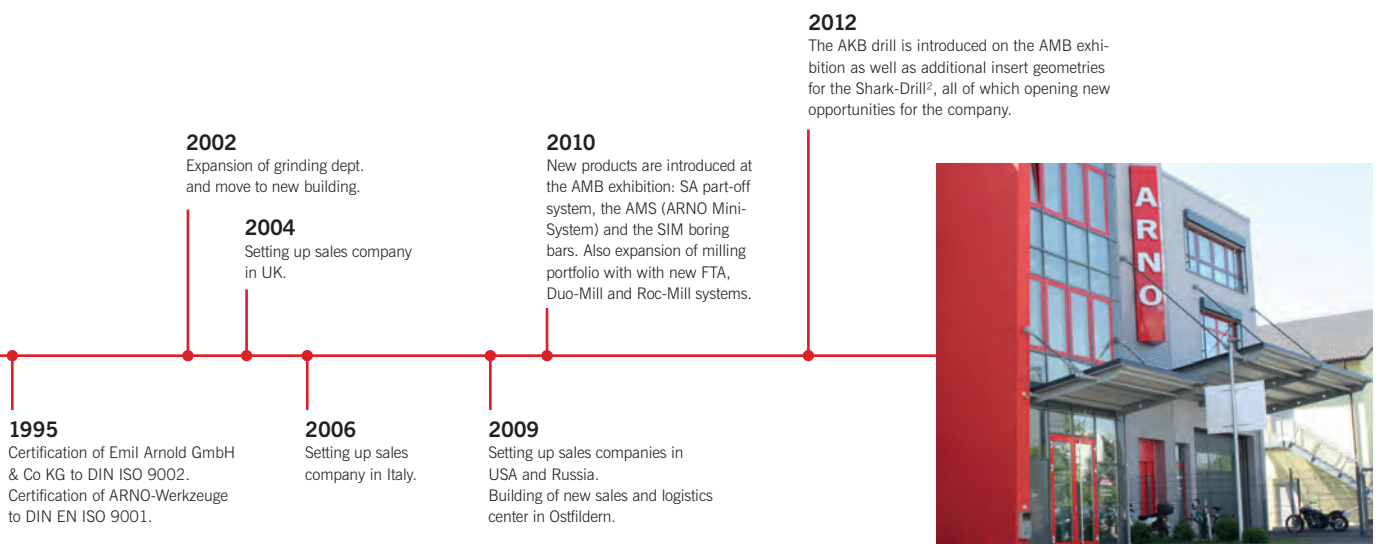 2012
The AKB drill is introduced on the AMB exhi-
bition as well as additional insert geometries
for the Shark-Drill², all of which opening new
opportunities for the company.
2002
Expansion of grinding dept.
and move to new building.
2004
Setting up sales company
in UK.
2010
New products are introduced at
the AMB exhibition: SA part-off
system, the AMS (ARNO Mini-
System) and the SIM boring
bars. Also expansion of milling
portfolio with with new FTA,
Duo-Mill and Roc-Mill systems.
ARNO
1995
Certification of Emil Arnold GmbH
& Co KG to DIN ISO 9002.
Certification of ARNO-Werkzeuge
to DIN EN ISO 9001.
2006
Setting up sales
company in Italy.
2009
Setting up sales companies in
USA and Russia.
Building of new sales and logistics
center in Ostfildern.